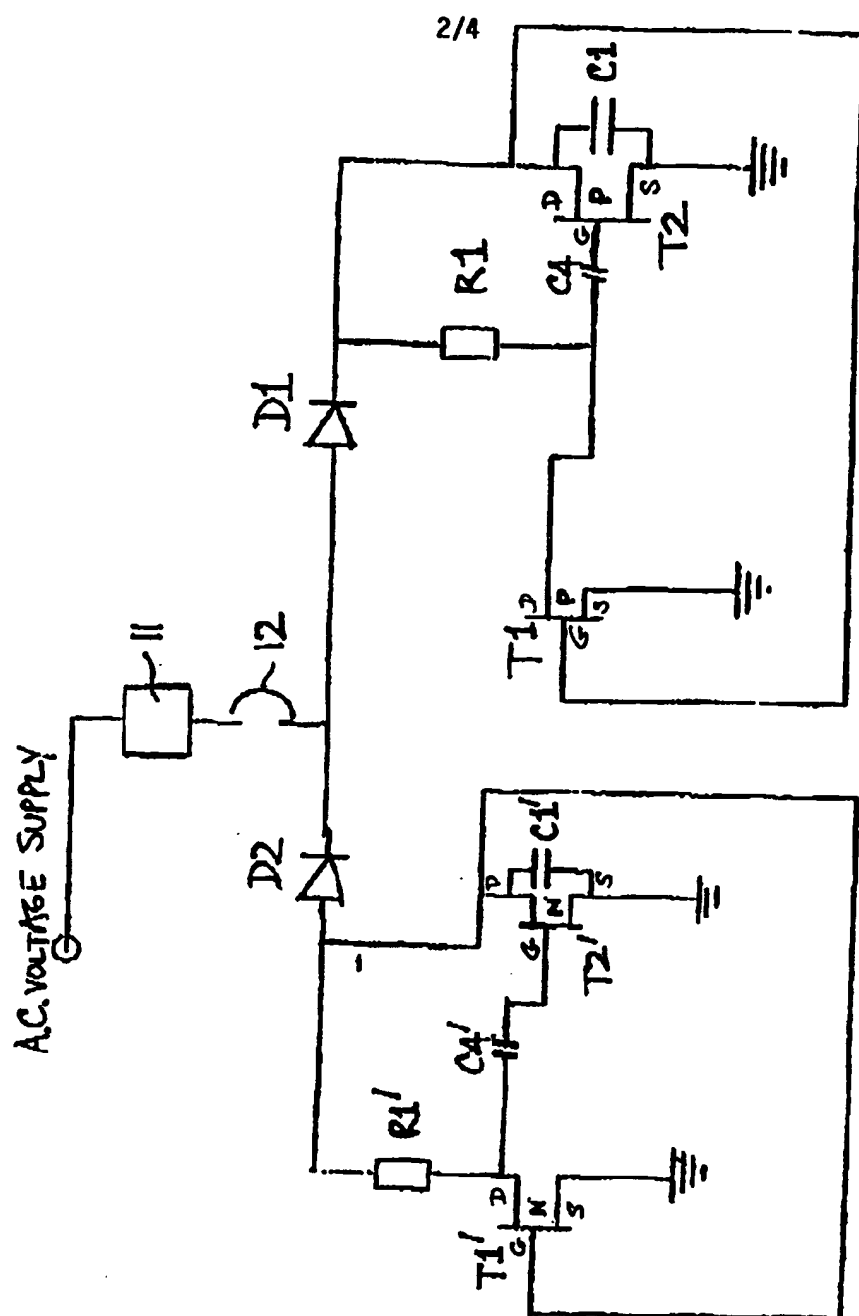 2/4
A.C. VOLTAGE SUPPLY
11
12
D2
D1
R1
C4
D
G
P
S
C1
T2
T1
D
G
P
S
R1'
C4'
D
G
N
S
C1'
T2'
T1'
D
G
N
S
-